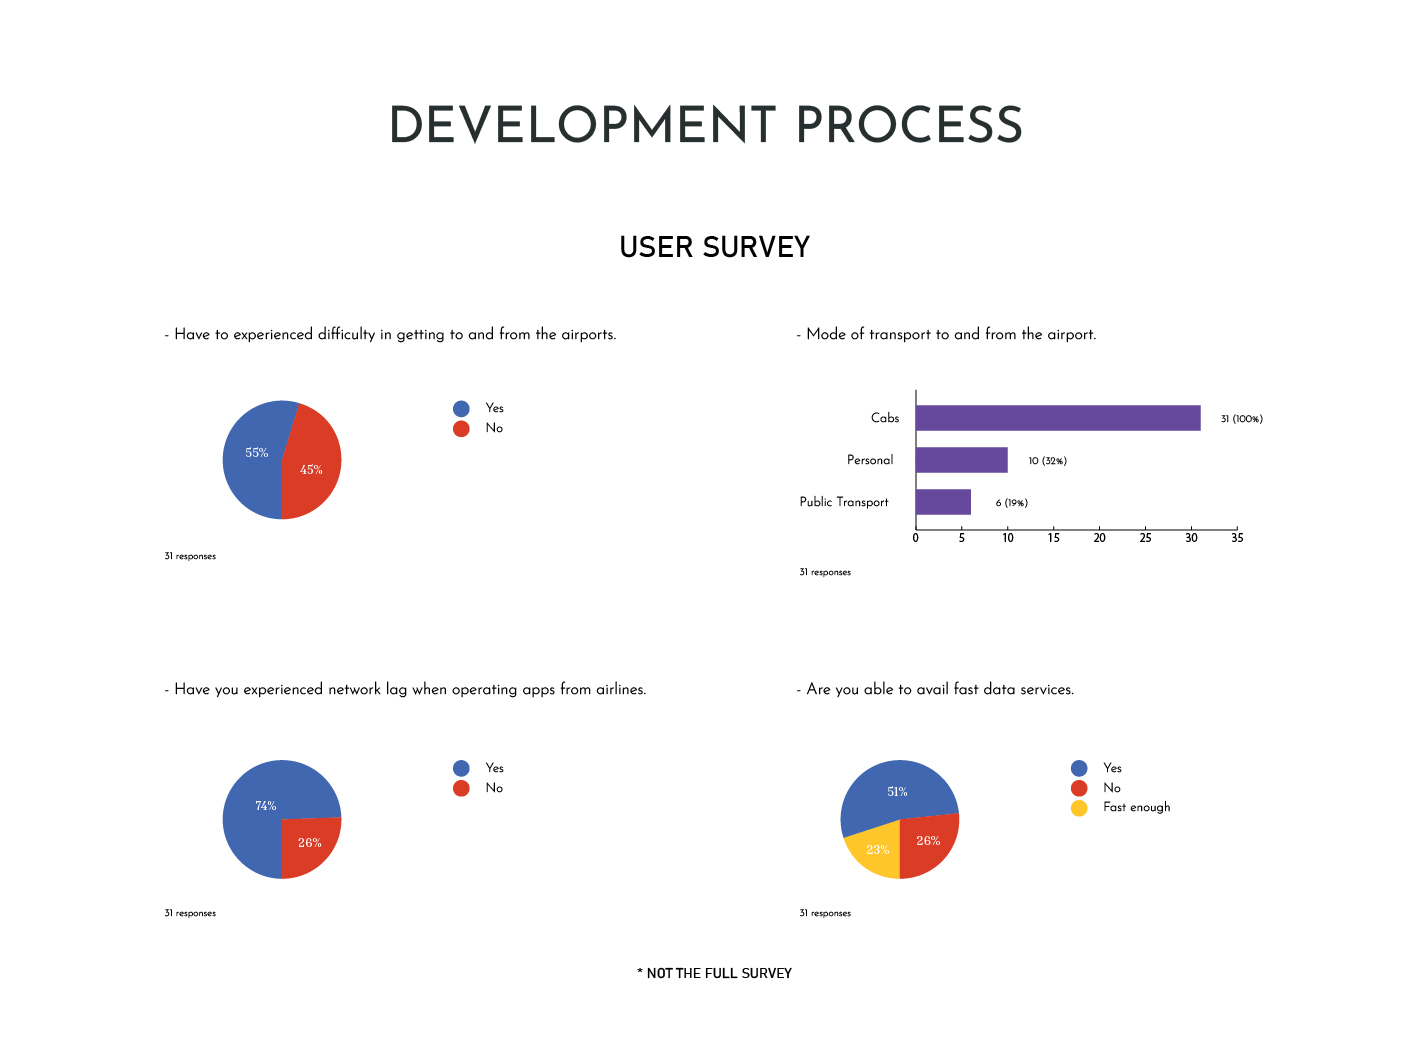 DEVELOPMENT PROCESS
USER SURVEY
- Have to experienced difficulty in getting to and from the airports.
55%
45%
Yes
No
31 responses
- Mode of transport to and from the airport.
Cabs
31 (100%)
Personal
10 (32%)
Public Transport
6 (19%)
0 5 10 15 20 25 30 35
31 responses
- Have you experienced network lag when operating apps from airlines.
74%
26%
Yes
No
31 responses
- Are you able to avail fast data services.
51%
26%
23%
Yes
No
Fast enough
31 responses
* NOT THE FULL SURVEY